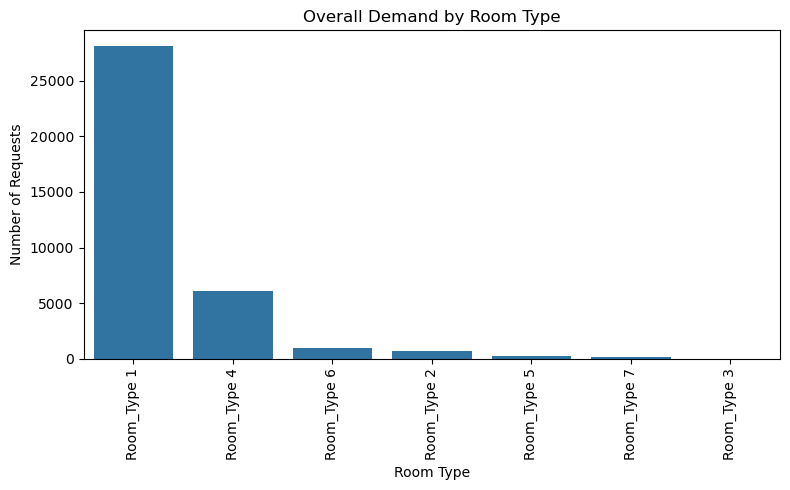 Overall Demand by Room Type
Number of Requests
25000
20000
15000
10000
5000
0
Room_Type 1
Room_Type 4
Room_Type 6
Room_Type 2
Room_Type 5
Room_Type 7
Room_Type 3
Room Type